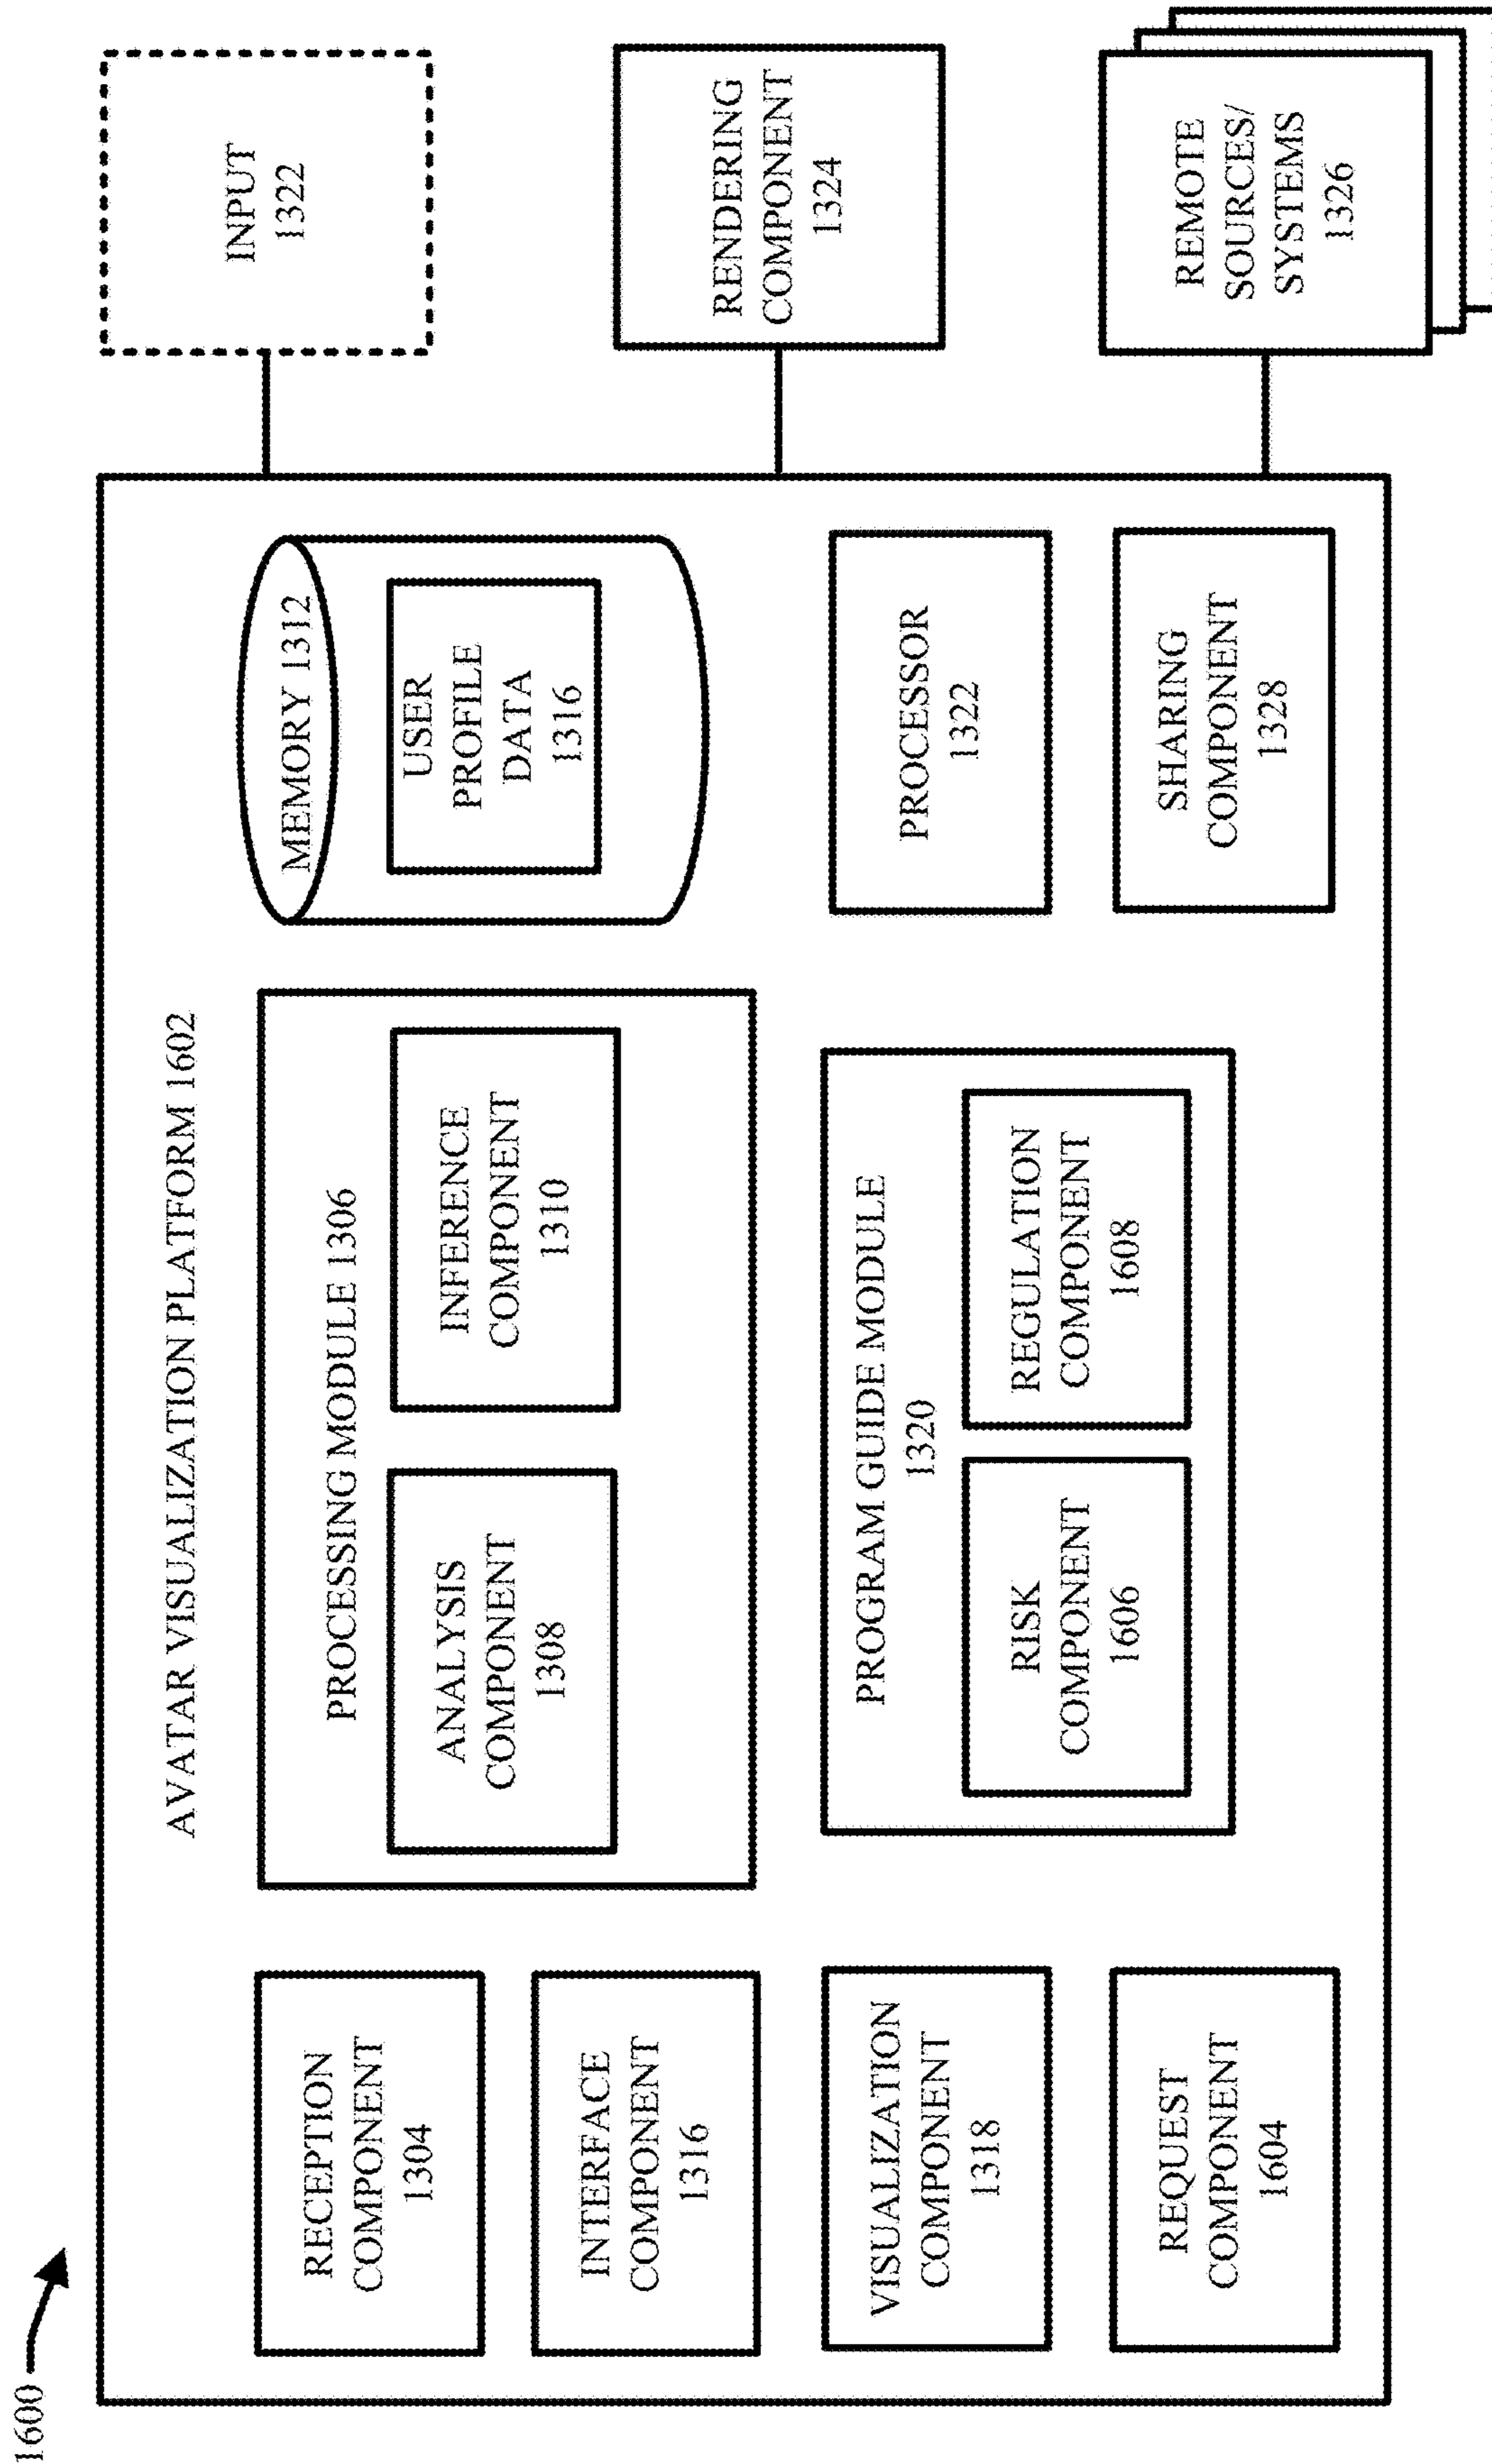 1600
AVATAR VISUALIZATION PLATFORM 1602
RECEPTION
COMPONENT
1304
INTERFACE
COMPONENT
1316
VISUALIZATION
COMPONENT
1318
REQUEST
COMPONENT
1604
PROCESSING MODULE 1306
ANALYSIS
COMPONENT
1308
INFERENCE
COMPONENT
1310
PROGRAM GUIDE MODULE
1320
RISK
COMPONENT
1606
REGULATION
COMPONENT
1608
MEMORY 1312
USER
PROFILE
DATA
1316
PROCESSOR
1322
SHARING
COMPONENT
1328
INPUT
1322
RENDERING
COMPONENT
1324
REMOTE
SOURCES/
SYSTEMS
1326